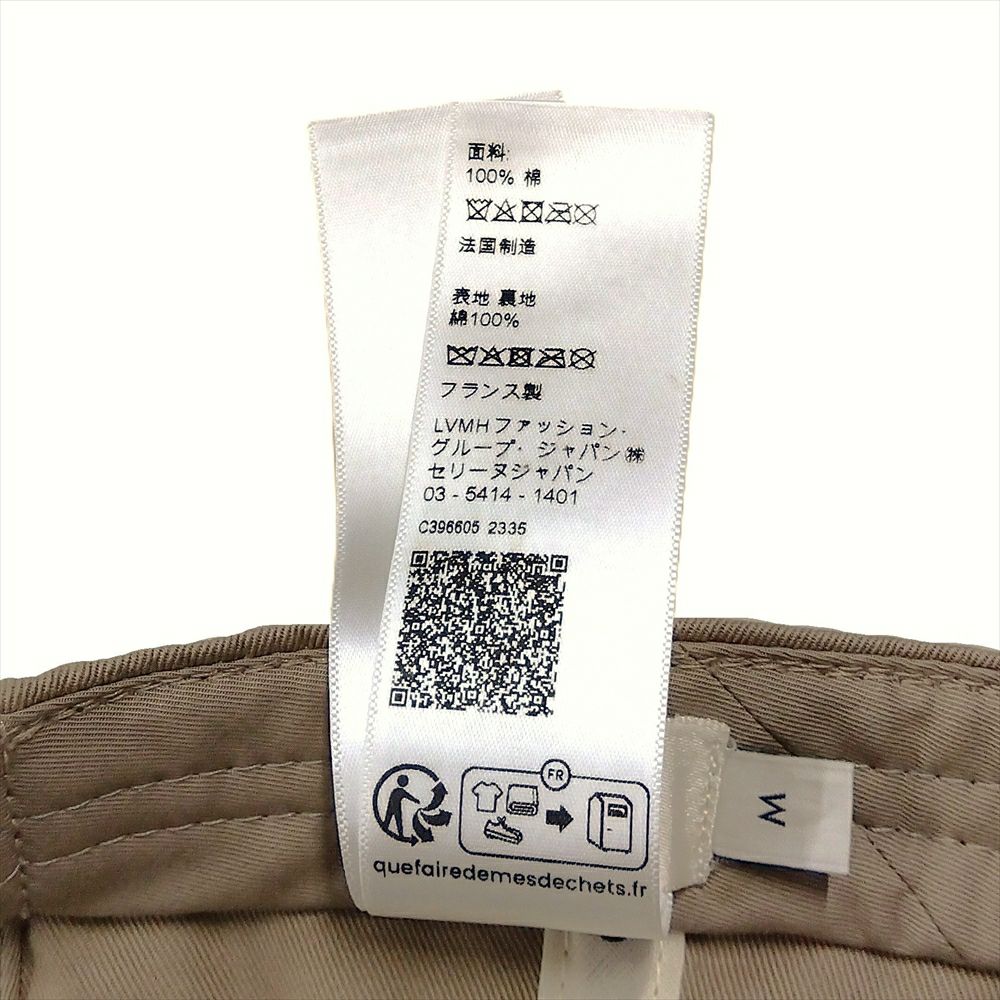 面料:
100% 棉
法国制造
表地 裏地
綿100%
フランス製
LVMHファッション・
グループ・ジャパン㈱
セリーヌジャパン
03 - 5414 - 1401
C396605 2335
FR
quefairedemesdechets.fr
M